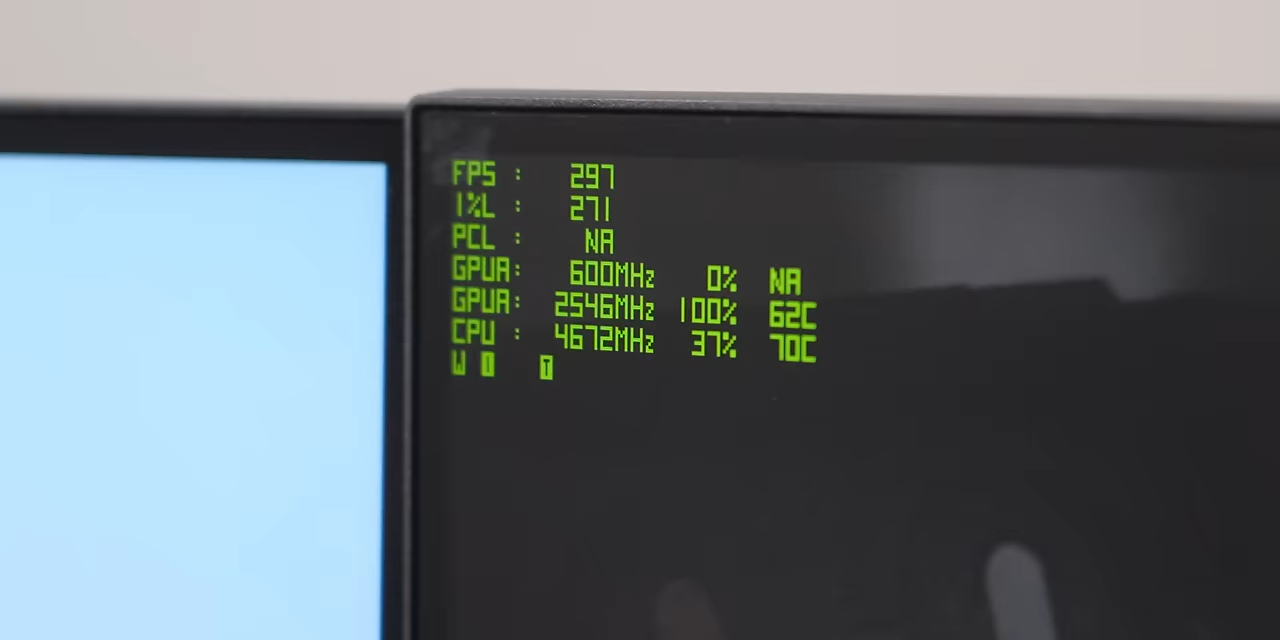 FPS : 297
1%L : 271
PCL : NA
GPUA: 600MHz 0% NA
GPUA: 2546MHz 100% 62C
CPU : 4672MHz 37% 70C
W I T